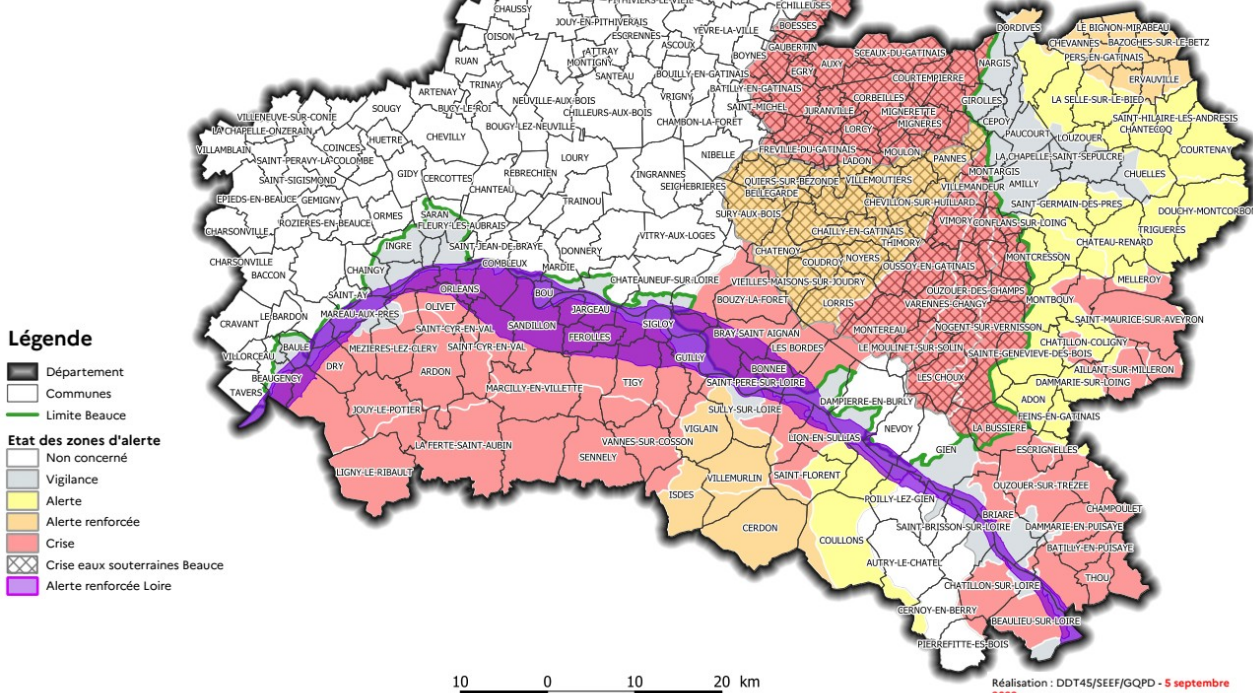 CHAUSSY
PITHIVIERS-LE-VIEIL
ECHILLEUSES
JOUY-EN-PITHIVERAIS
BOESSES
OISON
ESCRENNES
YEVRE-LA-VILLE
ATTRAY
ASCOUX
GAUBERTIN
RUAN
MONTIGNY
BOYNES
AUXY
SCEAUX-DU-GATINAIS
SANTEAU
BOUILLY-EN-GATINAIS
EGRY
COURTEMPIERRE
ARTENAY
TRINAY
BATILLY-EN-GATINAIS
NEUVILLE-AUX-BOIS
VRIGNY
SAINT-MICHEL
CORBEILLES
SOUGY
BUCY-LE-ROI
CHILLEURS-AUX-BOIS
JURANVILLE
MIGNERETTE
VILLENEUVE-SUR-CONIE
BOUGY-LEZ-NEUVILLE
CHAMBON-LA-FORET
MIGNERES
LA-CHAPELLE-ONZERAIN
CHEVILLY
LORCY
HUETRE
COINCES
VILLAMBLAIN
FREVILLE-DU-GATINAIS
MOULON
SAINT-PERAVY-LA-COLOMBE
LOURY
NIBELLE
LADON
PANNES
GIDY
CERCOTTES
REBRECHIEN
INGRANNES
QUIERS-SUR-BEZONDE
VILLEMOUTIERS
SAINT-SIGISMOND
CHANTEAU
SEICHEBRIERES
BELLEGARDE
VILLEMANDEUR
EPIEDS-EN-BEAUCE
GEMIGNY
TRAINOU
CHEVILLON-SUR-HUILLARD
ORMES
SARAN
SURY-AUX-BOIS
VIMORY
CONFLANS-SUR-LOING
ROZIERES-EN-BEAUCE
FLEURY-LES-AUBRAIS
CHARSONVILLE
INGRE
SAINT-JEAN-DE-BRAYE
VITRY-AUX-LOGES
CHAILLY-EN-GATINAIS
THIMORY
DONNERY
CHATENOY
NOYERS
CHARSONVILLE
COMBLEUX
MARDIE
COUDROY
OUSSOY-EN-GATINAIS
BACCON
CHAINGY
CHATEAUNEUF-SUR-LOIRE
VIEILLES-MAISONS-SUR-JOUDRY
DORDIVES
LE BIGNON-MIRABEAU
CHEVANNES
BAZOCHES-SUR-LE-BETZ
NARGIS
PERS-EN-GATINAIS
ERVAUVILLE
GIROLLES
LA SELLE-SUR-LE-BIED
CEPOY
SAINT-HILAIRE-LES-ANDRESIS
PAUCOURT
LOUZOUER
CHANTECOQ
COURTENAY
LA CHAPELLE-SAINT-SEPULCRE
MONTARGIS
CHUELLES
AMILLY
SAINT-GERMAIN-DES-PRES
DOUCHY-MONTCORBON
TRIGUERES
CHATEAU-RENARD
MONTCRESSON
MELLEROY
SAINT-AY
ORLEANS
BOU
OUZOUER-DES-CHAMPS
LE BARDON
OLIVET
JARGEAU
BOUZY-LA-FORET
LORRIS
VARENNES-CHANGY
MONTBOUY
MAREAU-AUX-PRES
SANDILLON
SIGLOY
CRAVANT
SAINT-CYR-EN-VAL
FEROLLES
BRAY-SAINT AIGNAN
MONTEREAU
NOGENT-SUR-VERNISSON
SAINT-MAURICE-SUR-AVEYRON
BAULE
MEZIERES-LEZ-CLERY
SAINT-CYR-EN-VAL
LES BORDES
LE MOULINET-SUR-SOLIN
CHATILLON-COLIGNY
VILLORCEAU
GUILLY
SAINTE-GENEVIEVE-DES-BOIS
DRY
ARDON
BONNEE
AILLANT-SUR-MILLERON
BEAUGENCY
MARCILLY-EN-VILLETTE
TIGY
SAINT-PERE-SUR-LOIRE
LES CHOUX
DAMMARIE-SUR-LOING
TAVERS
DAMPIERRE-EN-BURLY
ADON
JOUY-LE-POTIER
SULLY-SUR-LOIRE
FEINS-EN-GATINAIS
VIGLAIN
NEVOY
LA BUSSIERE
LA FERTE-SAINT-AUBIN
VANNES-SUR-COSSON
LION-EN-SULLIAS
GIEN
ESCRIGNELLES
SENNELY
LIGNY-LE-RIBAULT
VILLEMURLIN
SAINT-FLORENT
OUZOUER-SUR-TREZEE
ISDES
POILLY-LEZ-GIEN
BRIARE
CHAMPOULET
CERDON
SAINT-BRISSON-SUR-LOIRE
DAMMARIE-EN-PUISAYE
COULLONS
BATILLY-EN-PUISAYE
AUTRY-LE-CHATEL
THOU
CHATILLON-SUR-LOIRE
CERNOY-EN-BERRY
BEAULIEU-SUR-LOIRE
PIERREFITTE-ES-BOIS
Légende
Département
Communes
Limite Beauce
Etat des zones d'alerte
Non concerné
Vigilance
Alerte
Alerte renforcée
Crise
Crise eaux souterraines Beauce
Alerte renforcée Loire
10 0 10 20 km
Réalisation : DDT45/SEEF/GQPD - 5 septembre